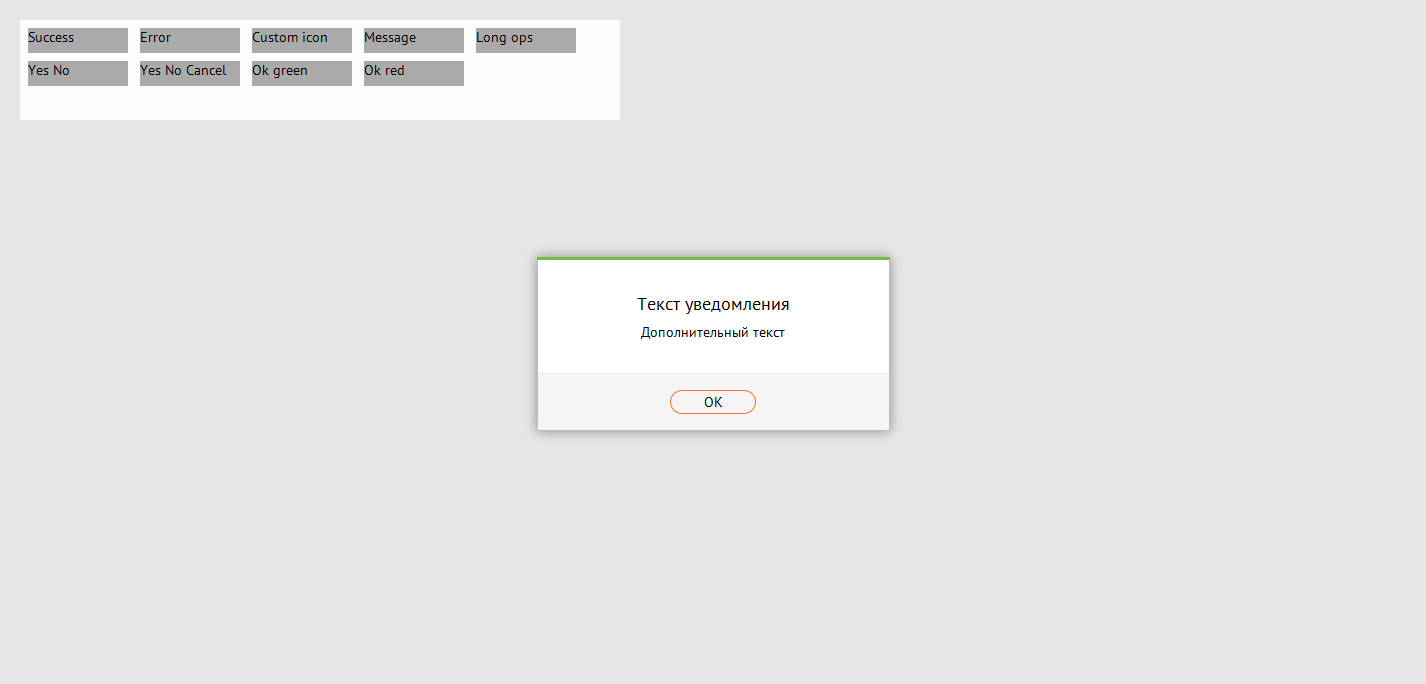 Success Error Custom icon Message Long ops
Yes No Yes No Cancel Ok green Ok red
Текст уведомления
Дополнительный текст
OK